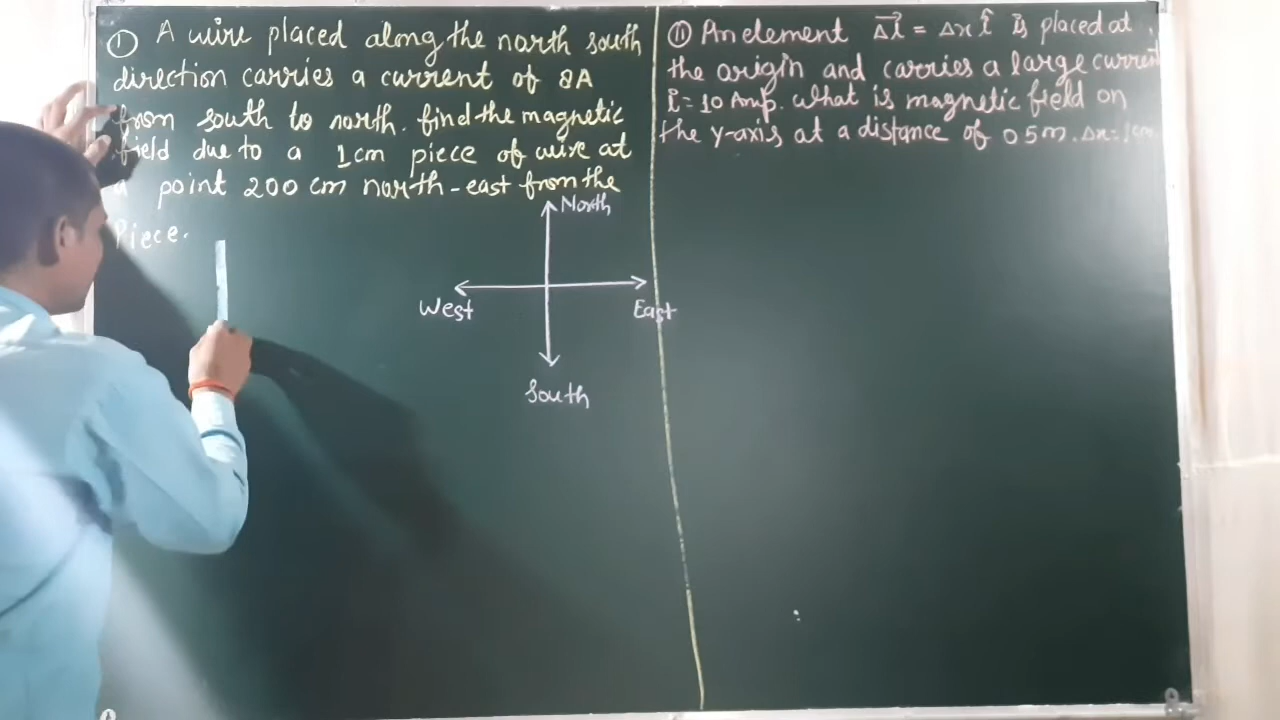 ① A wire placed along the north south
direction carries a current of 8A
from south to north. find the magnetic
field due to a 1cm piece of wire at
a point 200 cm north-east from the
Piece.
North
West
East
South
⑪ An element Δl⃗ = Δx î is placed at
the origin and carries a large current
i = 10 Amp. What is magnetic field on
the y-axis at a distance of 0.5m. Δx=1cm.